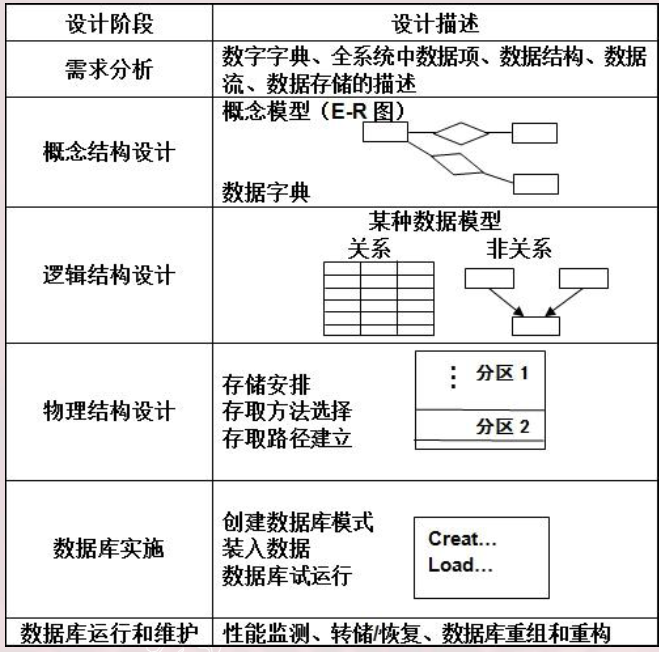 设计阶段 设计描述
需求分析 数字字典、全系统中数据项、数据结构、数据
流、数据存储的描述
概念结构设计 概念模型（E-R 图）
数据字典
逻辑结构设计 某种数据模型
关系 非关系
物理结构设计 存储安排
存取方法选择
存取路径建立
⋮ 分区 1
分区 2
数据库实施 创建数据库模式
装入数据
数据库试运行
Creat…
Load…
数据库运行和维护 性能监测、转储/恢复、数据库重组和重构